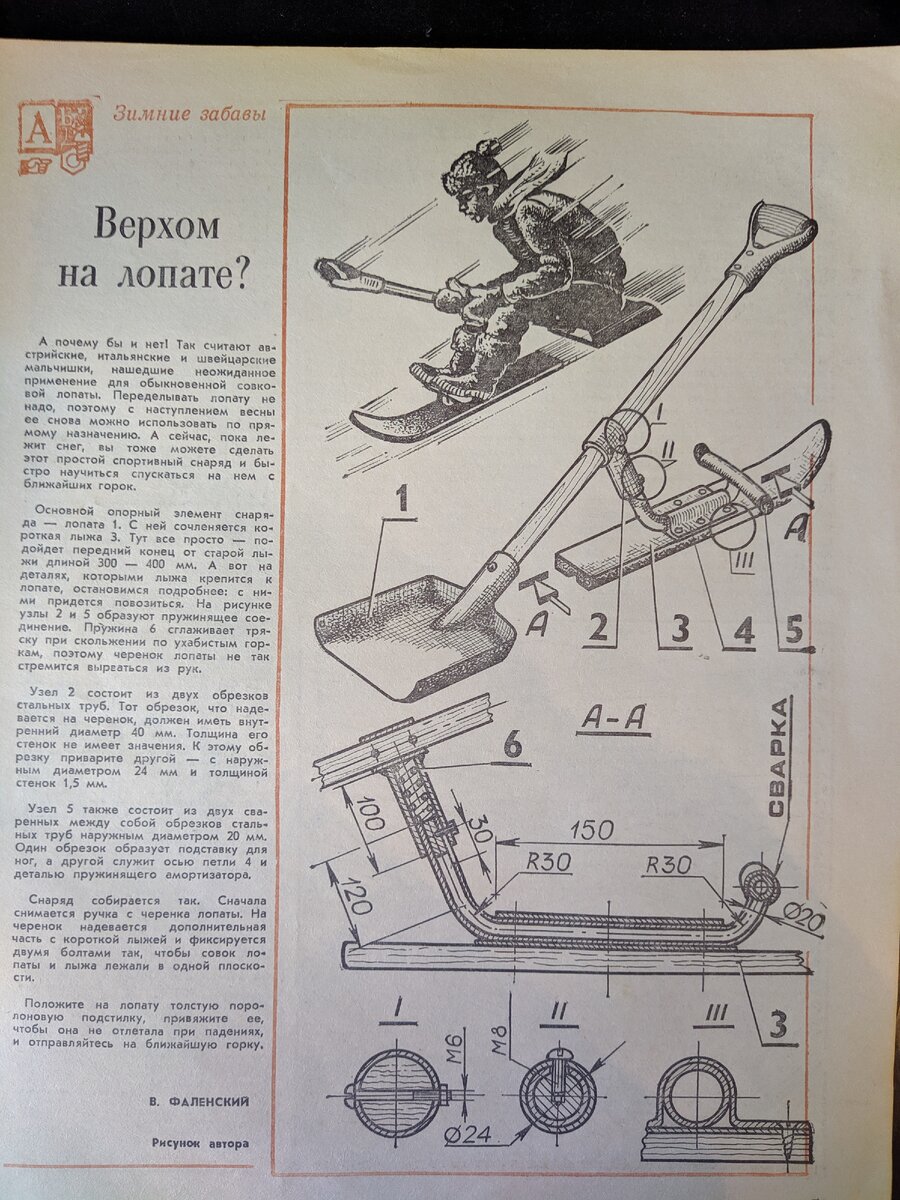 А
Зимние забавы
Верхом
на лопате?
А почему бы и нет! Так считают ав-
стрийские, итальянские и швейцарские
мальчишки, нашедшие неожиданное
применение для обыкновенной совко-
вой лопаты. Переделывать лопату не
надо, поэтому с наступлением весны
ее снова можно использовать по пря-
мому назначению. А сейчас, пока ле-
жит снег, вы тоже можете сделать
этот простой спортивный снаряд и бы-
стро научиться спускаться на нем с
ближайших горок.
Основной опорный элемент снаря-
да — лопата 1. С ней сочленяется ко-
роткая лыжа 3. Тут все просто — по-
дойдет передний конец от старой лы-
жи длиной 300 — 400 мм. А вот на
деталях, которыми лыжа крепится к
лопате, остановимся подробнее: с ни-
ми придется повозиться. На рисунке
узлы 2 и 5 образуют пружинящее сое-
динение. Пружина 6 сглаживает тря-
ску при скольжении по ухабистым гор-
кам, поэтому черенок лопаты не так
стремится вырваться из рук.
Узел 2 состоит из двух обрезков
стальных труб. Тот обрезок, что наде-
вается на черенок, должен иметь внут-
ренний диаметр 40 мм. Толщина его
стенок не имеет значения. К этому об-
резку приварите другой — с наруж-
ным диаметром 24 мм и толщиной
стенок 1,5 мм.
Узел 5 также состоит из двух сва-
ренных между собой обрезков сталь-
ных труб наружным диаметром 20 мм.
Один обрезок образует подставку для
ног, а другой служит осью петли 4 и
деталью пружинящего амортизатора.
Снаряд собирается так. Сначала
снимается ручка с черенка лопаты. На
черенок надевается дополнительная
часть с короткой лыжей и фиксируется
двумя болтами так, чтобы совок ло-
паты и лыжа лежали в одной плоско-
сти.
Положите на лопату толстую поро-
лоновую подстилку, привяжите ее,
чтобы она не отлетала при падениях,
и отправляйтесь на ближайшую горку.
В. ФАЛЕНСКИЙ
Рисунок автора
I
II
III
1
А
А
2
3
4
5
А-А
6
СВАРКА
100
30
150
R30
R30
120
Ø20
3
I
II
III
М6
М8
Ø24